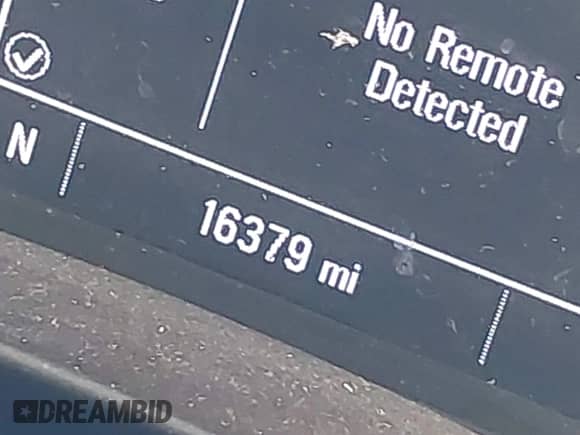 No Remote
Detected
N
16379 mi
DREAMBID